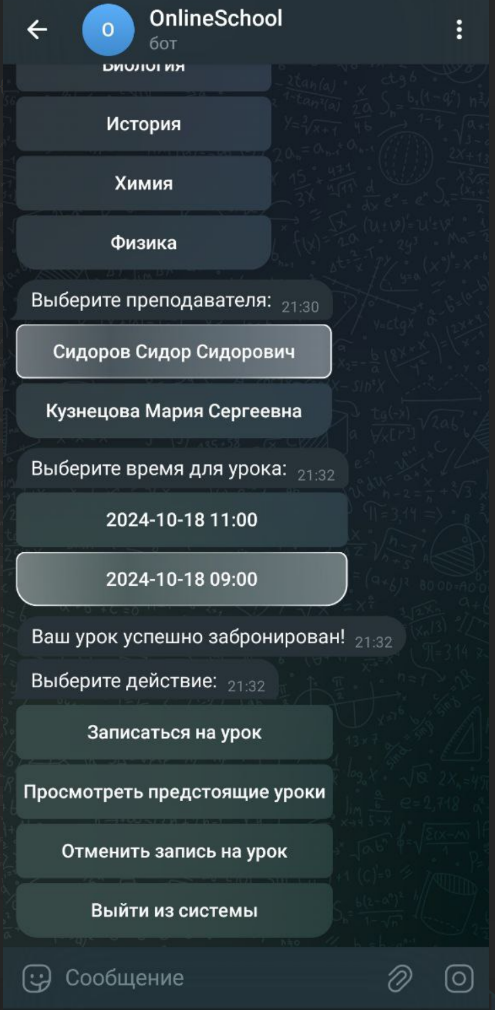 O
OnlineSchool
бот
Биология
История
Химия
Физика
Выберите преподавателя: 21:30
Сидоров Сидор Сидорович
Кузнецова Мария Сергеевна
Выберите время для урока: 21:32
2024-10-18 11:00
2024-10-18 09:00
Ваш урок успешно забронирован! 21:32
Выберите действие: 21:32
Записаться на урок
Просмотреть предстоящие уроки
Отменить запись на урок
Выйти из системы
Сообщение